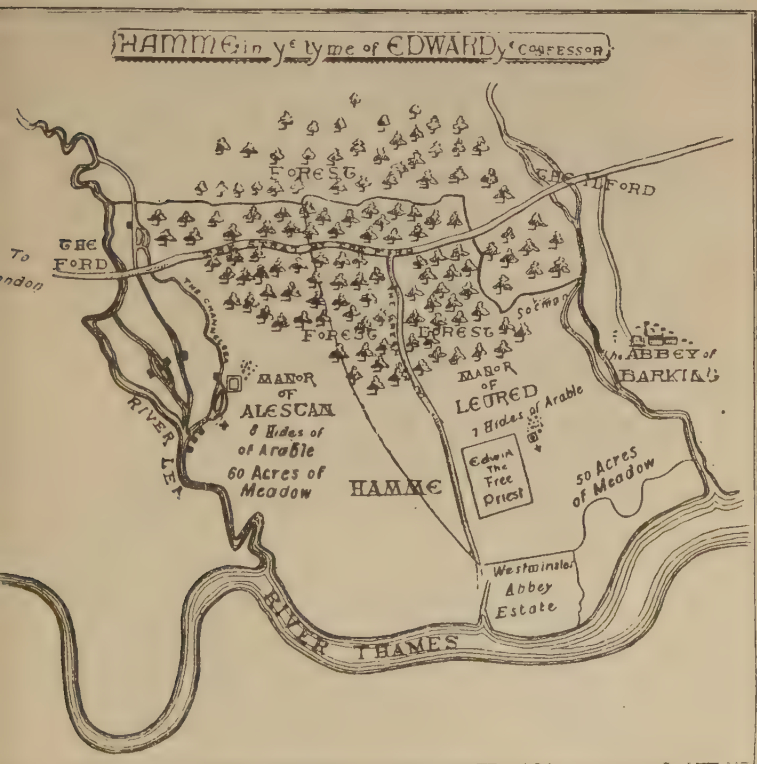 HAMME in yᵉ tyme of EDWARD yᵉ CONFESSOR
FOREST
THE ILFORD
To
London
THE
FORD
THE CHANNELSEA
FOREST
FOREST
MANOR
OF
ALESTAN
8 Hides of
of Arable
60 Acres of
Meadow
MANOR
OF
LEURED
7 Hides of Arable
The ABBEY of
BARKING
RIVER LEA
HAMME
Edwin
The
Free
Priest
50 Acres
of Meadow
Westminster
Abbey
Estate
RIVER THAMES